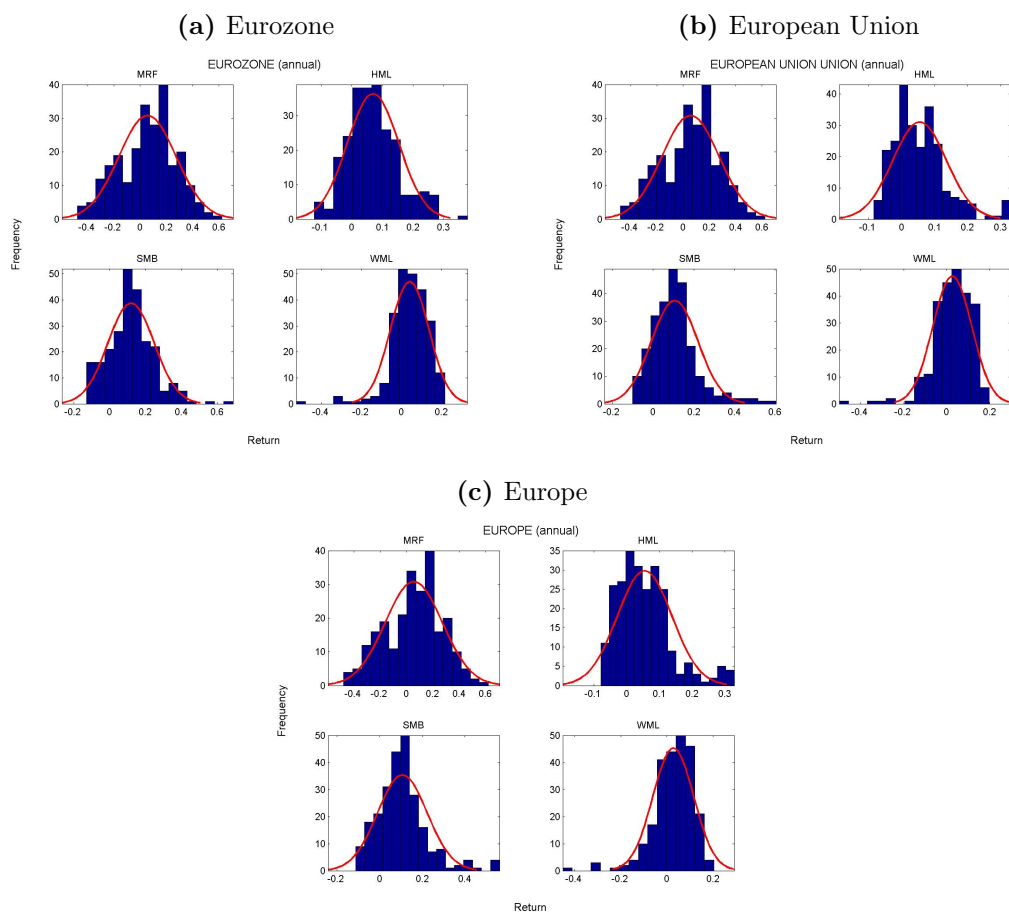 (a) Eurozone
(b) European Union
EUROZONE (annual)
MRF
HML
40
30
20
10
0
-0.4 -0.2 0 0.2 0.4 0.6
30
20
10
0
-0.1 0 0.1 0.2 0.3
SMB
WML
50
40
30
20
10
0
-0.2 0 0.2 0.4 0.6
50
40
30
20
10
0
-0.4 -0.2 0 0.2
Frequency
Return
EUROPEAN UNION UNION (annual)
MRF
HML
40
30
20
10
0
-0.4 -0.2 0 0.2 0.4 0.6
40
30
20
10
0
-0.1 0 0.1 0.2 0.3
SMB
WML
40
30
20
10
0
-0.2 0 0.2 0.4 0.6
50
40
30
20
10
0
-0.4 -0.2 0 0.2
Frequency
Return
(c) Europe
EUROPE (annual)
MRF
HML
40
30
20
10
0
-0.6 -0.4 -0.2 0 0.2 0.4 0.6
35
30
25
20
15
10
5
0
-0.1 0 0.1 0.2 0.3
SMB
WML
50
40
30
20
10
0
-0.2 0 0.2 0.4
50
40
30
20
10
0
-0.4 -0.2 0 0.2
Frequency
Return